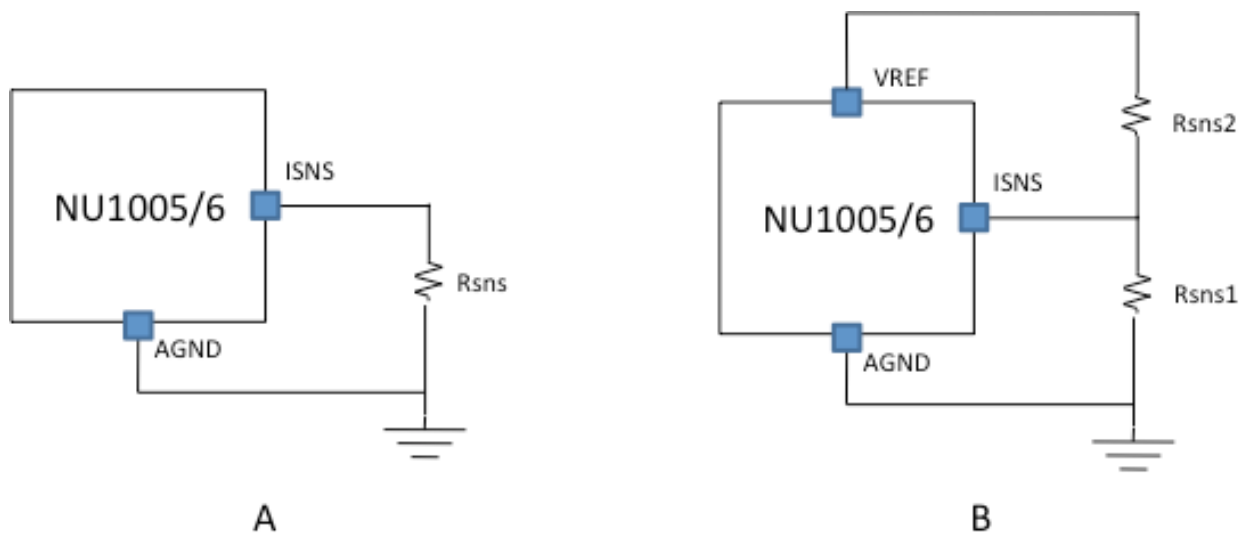 ISNS
NU1005/6
Rsns
AGND
A
VREF
Rsns2
ISNS
NU1005/6
Rsns1
AGND
B